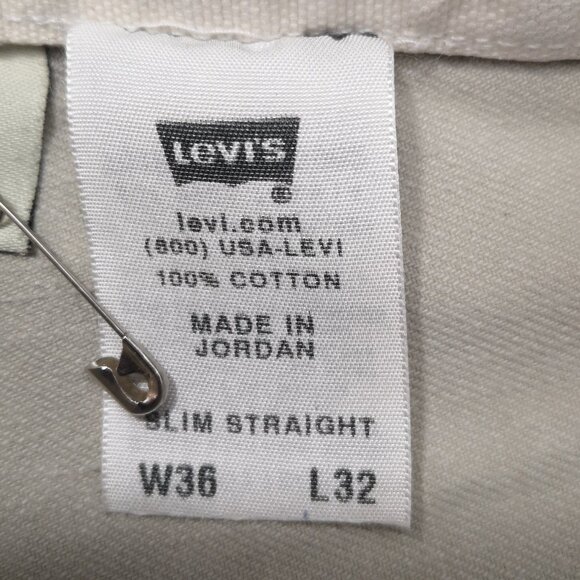 LEVI'S
®
levi.com
(800) USA-LEVI
100% COTTON
MADE IN
JORDAN
SLIM STRAIGHT
W36 L32